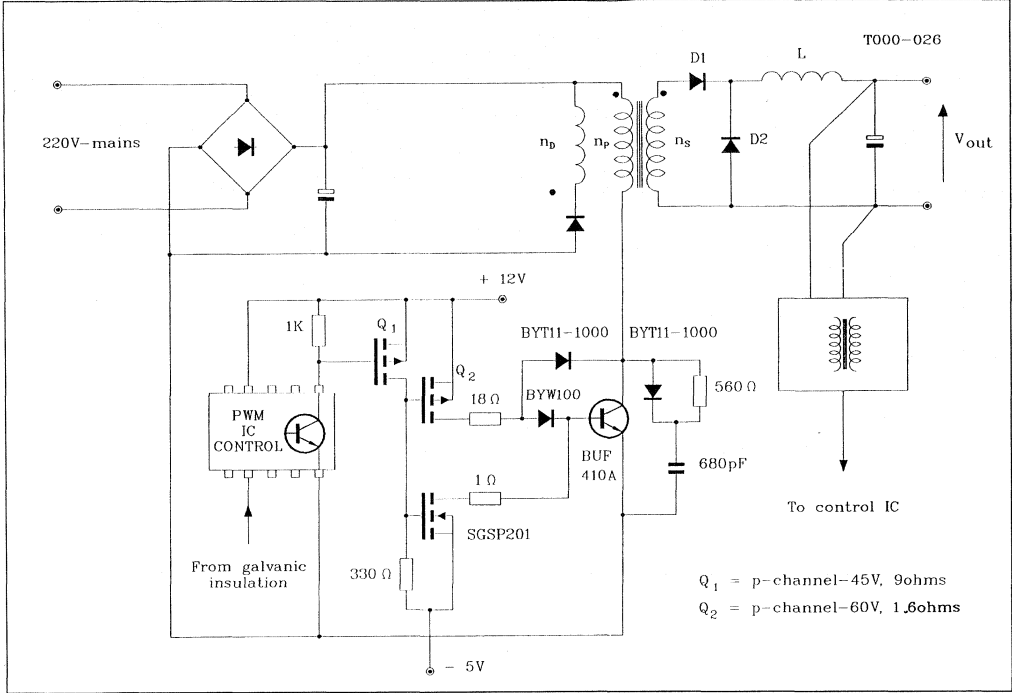 T000-026
D1
L
220V-mains
n_D
n_P
n_S
D2
V_out
+ 12V
1K
Q_1
Q_2
BYT11-1000
BYT11-1000
BYW100
18 Ω
560 Ω
PWM
IC
CONTROL
BUF
410A
680pF
1 Ω
SGSP201
To control IC
From galvanic
insulation
330 Ω
Q_1 = p-channel-45V, 9ohms
Q_2 = p-channel-60V, 1.6ohms
- 5V